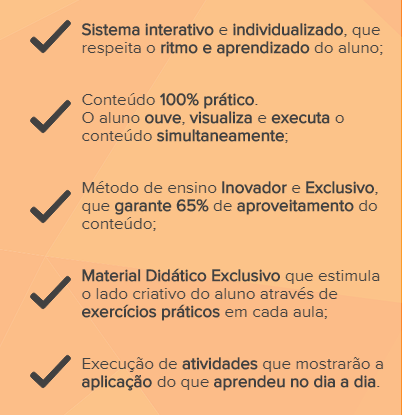 Sistema interativo e individualizado, que
respeita o ritmo e aprendizado do aluno;
Conteúdo 100% prático.
O aluno ouve, visualiza e executa o
conteúdo simultaneamente;
Método de ensino Inovador e Exclusivo,
que garante 65% de aproveitamento do
conteúdo;
Material Didático Exclusivo que estimula
o lado criativo do aluno através de
exercícios práticos em cada aula;
Execução de atividades que mostrarão a
aplicação do que aprendeu no dia a dia.